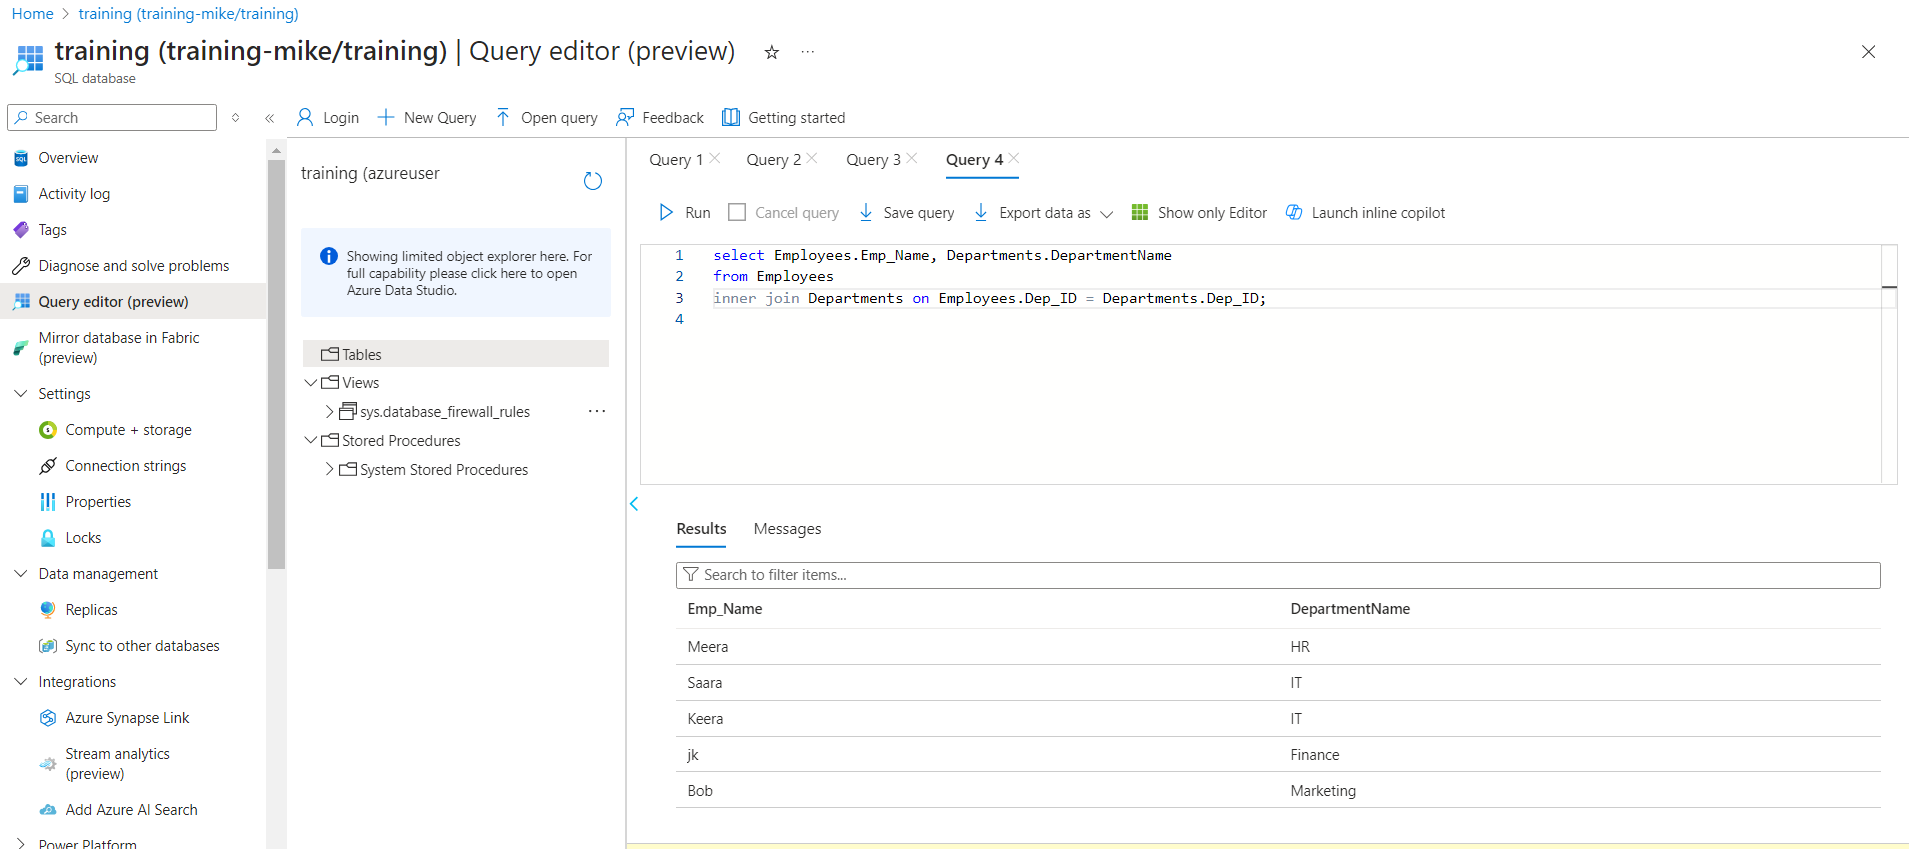 Home > training (training-mike/training)
training (training-mike/training) | Query editor (preview)
SQL database
Search
Overview
Activity log
Tags
Diagnose and solve problems
Query editor (preview)
Mirror database in Fabric
(preview)
Settings
Compute + storage
Connection strings
Properties
Locks
Data management
Replicas
Sync to other databases
Integrations
Azure Synapse Link
Stream analytics
(preview)
Add Azure AI Search
Power Platform
Login
New Query
Open query
Feedback
Getting started
training (azureuser
Showing limited object explorer here. For
full capability please click here to open
Azure Data Studio.
Tables
Views
sys.database_firewall_rules
Stored Procedures
System Stored Procedures
Query 1
Query 2
Query 3
Query 4
Run
Cancel query
Save query
Export data as
Show only Editor
Launch inline copilot
1 select Employees.Emp_Name, Departments.DepartmentName
2 from Employees
3 inner join Departments on Employees.Dep_ID = Departments.Dep_ID;
4
Results Messages
Search to filter items...
Emp_Name DepartmentName
Meera HR
Saara IT
Keera IT
jk Finance
Bob Marketing